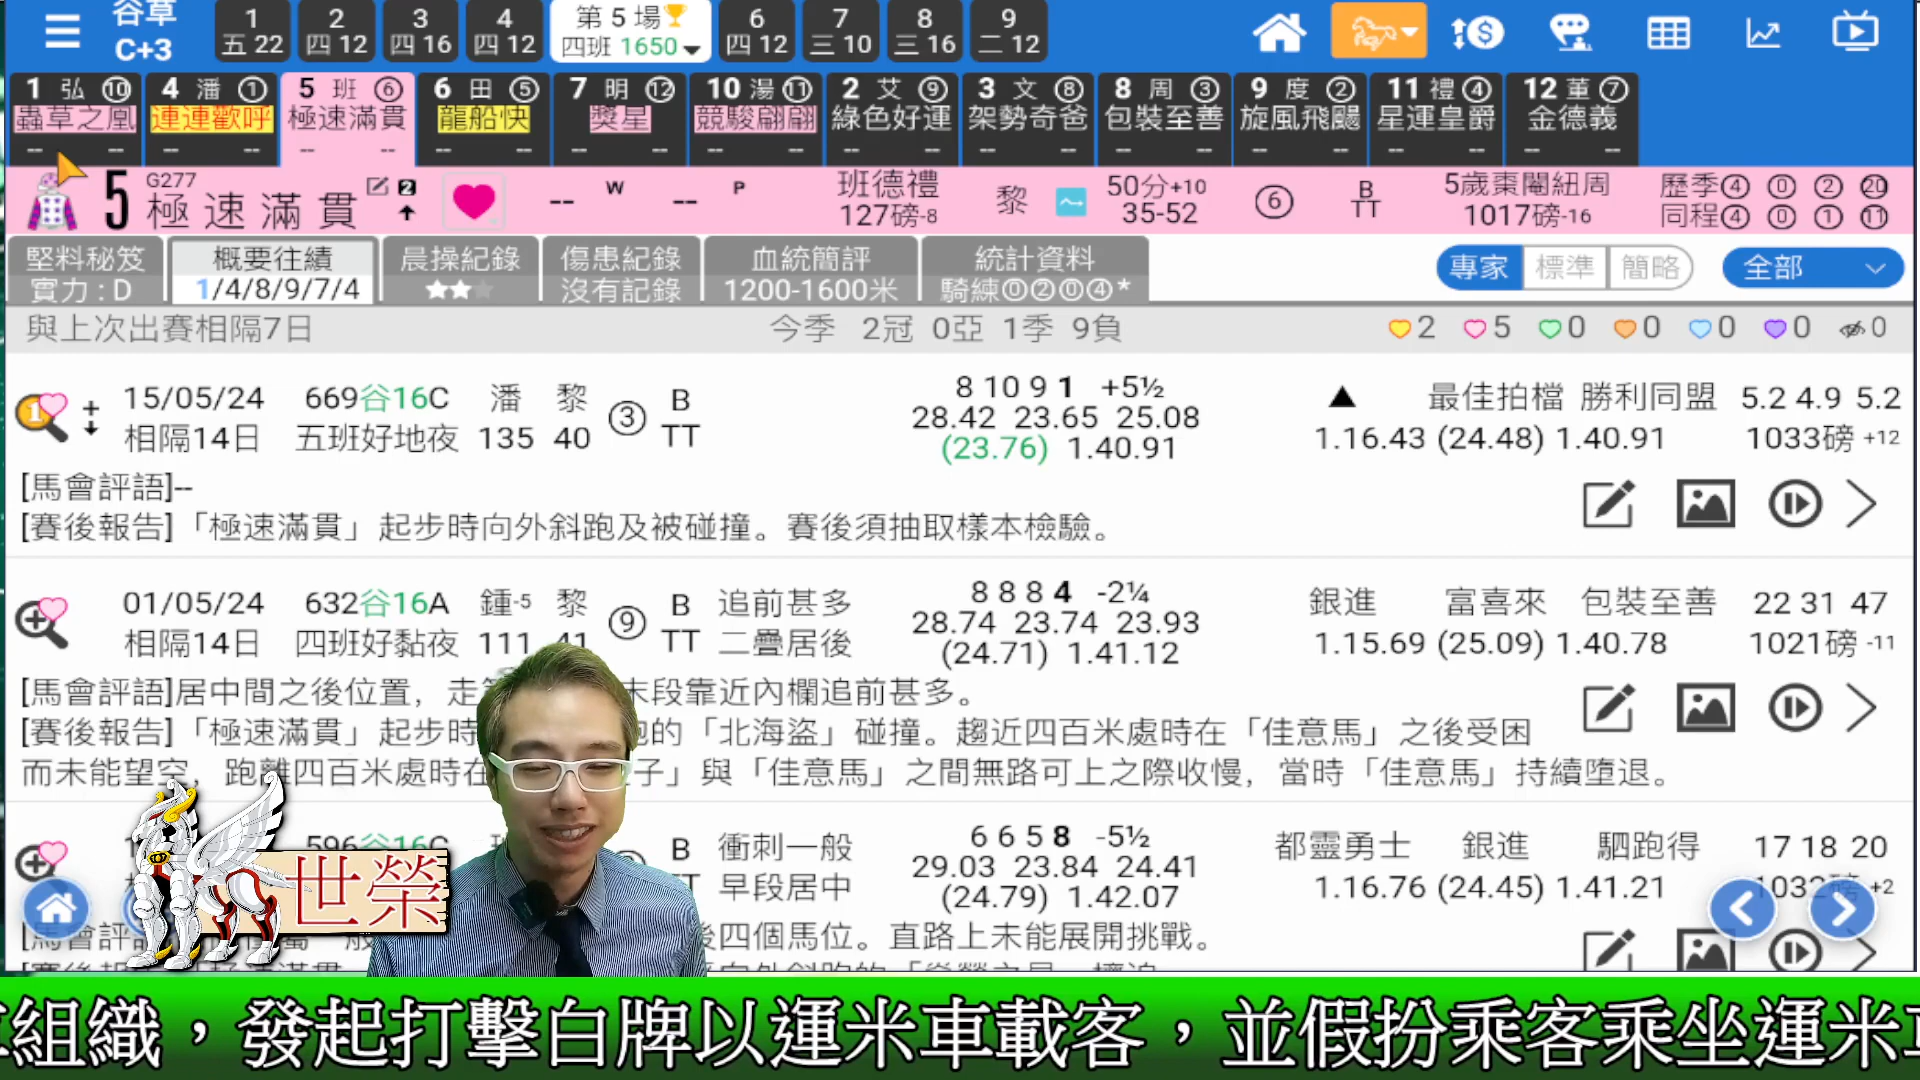 谷草
C+3
1
五 22
2
四 12
3
四 16
4
四 12
第 5 場
四班 1650
6
四 12
7
三 10
8
三 16
9
二 12
1 弘 ⑩
蟲草之凰
-- --
4 潘 ①
連連歡呼
-- --
5 班 ⑥
極速滿貫
-- --
6 田 ⑤
龍船快
-- --
7 明 ⑫
獎星
-- --
10 湯 ⑪
競駿翩翩
-- --
2 艾 ⑨
綠色好運
-- --
3 文 ⑧
架勢奇爸
-- --
8 周 ③
包裝至善
-- --
9 度 ②
旋風飛颶
-- --
11 禮 ④
星運皇爵
-- --
12 董 ⑦
金德義
-- --
5
G277
極速滿貫
2
-- W -- P
班德禮
127磅-8
黎
50分+10
35-52
⑥
B
TT
5歲棗閹紐周
1017磅-16
歷季④ ⓪ ② ⑳
同程④ ⓪ ① ⑪
堅料秘笈
實力 : D
概要往績
1/4/8/9/7/4
晨操紀錄
★★★
傷患紀錄
沒有記錄
血統簡評
1200-1600米
統計資料
騎練⓪②⓪④*
專家
標準
簡略
全部
與上次出賽相隔7日
今季 2冠 0亞 1季 9負
2 5 0 0 0 0 0
1 15/05/24 669谷16C 潘 黎 ③ B 8 10 9 1 +5½ ▲ 最佳拍檔 勝利同盟 5.2 4.9 5.2
相隔14日 五班好地夜 135 40 TT 28.42 23.65 25.08 1.16.43 (24.48) 1.40.91 1033磅 +12
(23.76) 1.40.91
[馬會評語]--
[賽後報告]「極速滿貫」起步時向外斜跑及被碰撞。賽後須抽取樣本檢驗。
01/05/24 632谷16A 鍾-5 黎 ⑨ B 追前甚多 8 8 8 4 -2¼ 銀進 富喜來 包裝至善 22 31 47
相隔14日 四班好黏夜 111 41 TT 二疊居後 28.74 23.74 23.93 1.15.69 (25.09) 1.40.78 1021磅 -11
(24.71) 1.41.12
[馬會評語]居中間之後位置，走 末段靠近內欄追前甚多。
[賽後報告]「極速滿貫」起步時 跑的「北海盜」碰撞。趨近四百米處時在「佳意馬」之後受困
而未能望空，跑離四百米處時在 子」與「佳意馬」之間無路可上之際收慢，當時「佳意馬」持續墮退。
596谷16C B 衝刺一般 6 6 5 8 -5½ 都靈勇士 銀進 駟跑得 17 18 20
早段居中 29.03 23.84 24.41 1.16.76 (24.45) 1.41.21 1032磅 +2
(24.79) 1.42.07
四個馬位。直路上未能展開挑戰。
世榮
組織，發起打擊白牌以運米車載客，並假扮乘客乘坐運米